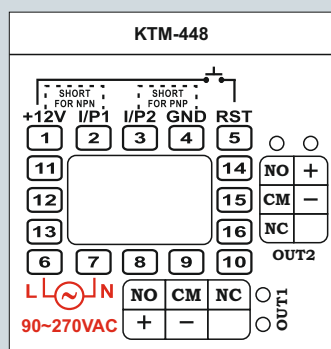 KTM-448
SHORT FOR NPN
SHORT FOR PNP
+12V I/P1 I/P2 GND RST
1 2 3 4 5
11 14
12 15
13 16
6 7 8 9 10
NO +
CM −
NC
OUT2
L N
90~270VAC
NO CM NC
+ −
OUT1
OUT1